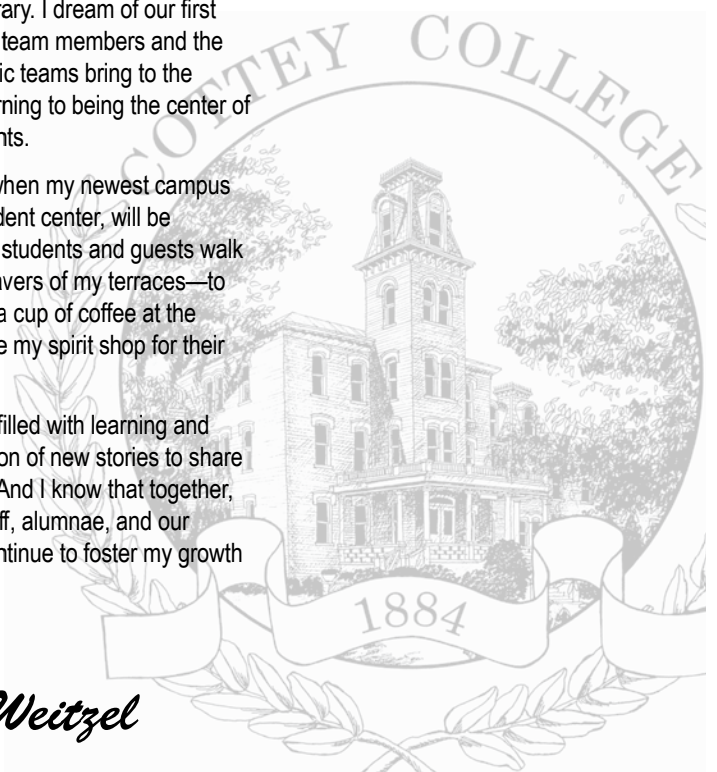 COTTEY COLLEGE
rary. I dream of our first
team members and the
ic teams bring to the
rning to being the center of
nts.
when my newest campus
dent center, will be
students and guests walk
avers of my terraces—to
a cup of coffee at the
e my spirit shop for their
filled with learning and
on of new stories to share
And I know that together,
ff, alumnae, and our
ntinue to foster my growth
1884
Weitzel